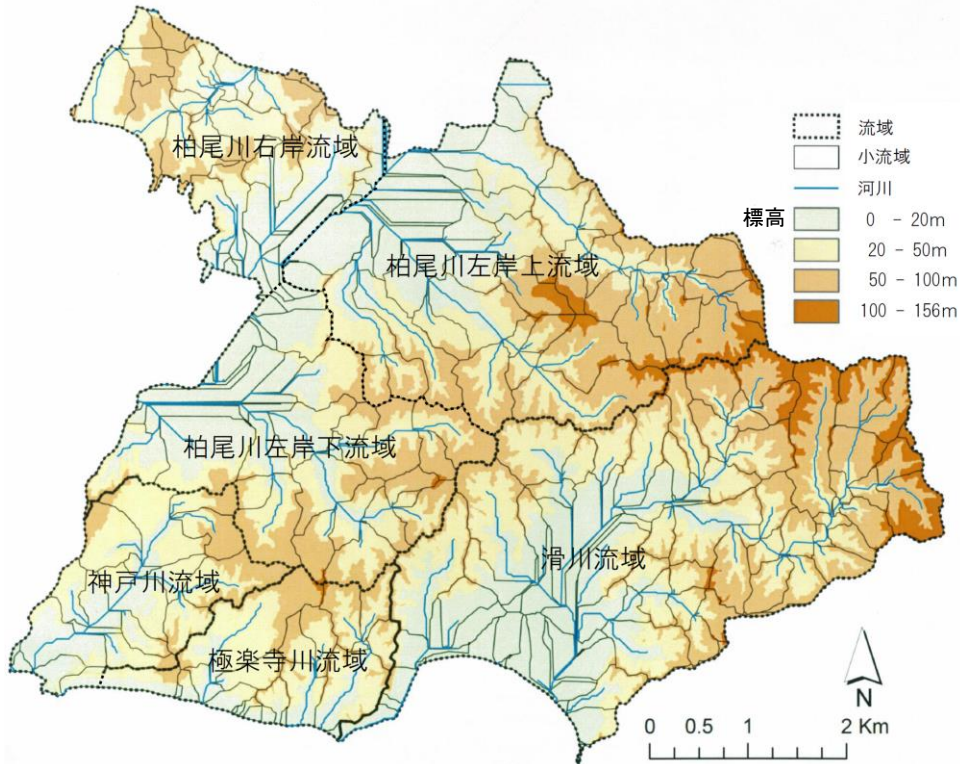 柏尾川右岸流域
柏尾川左岸上流域
柏尾川左岸下流域
神戸川流域
極楽寺川流域
滑川流域
流域
小流域
河川
標高
0 - 20m
20 - 50m
50 - 100m
100 - 156m
N
0 0.5 1 2 Km